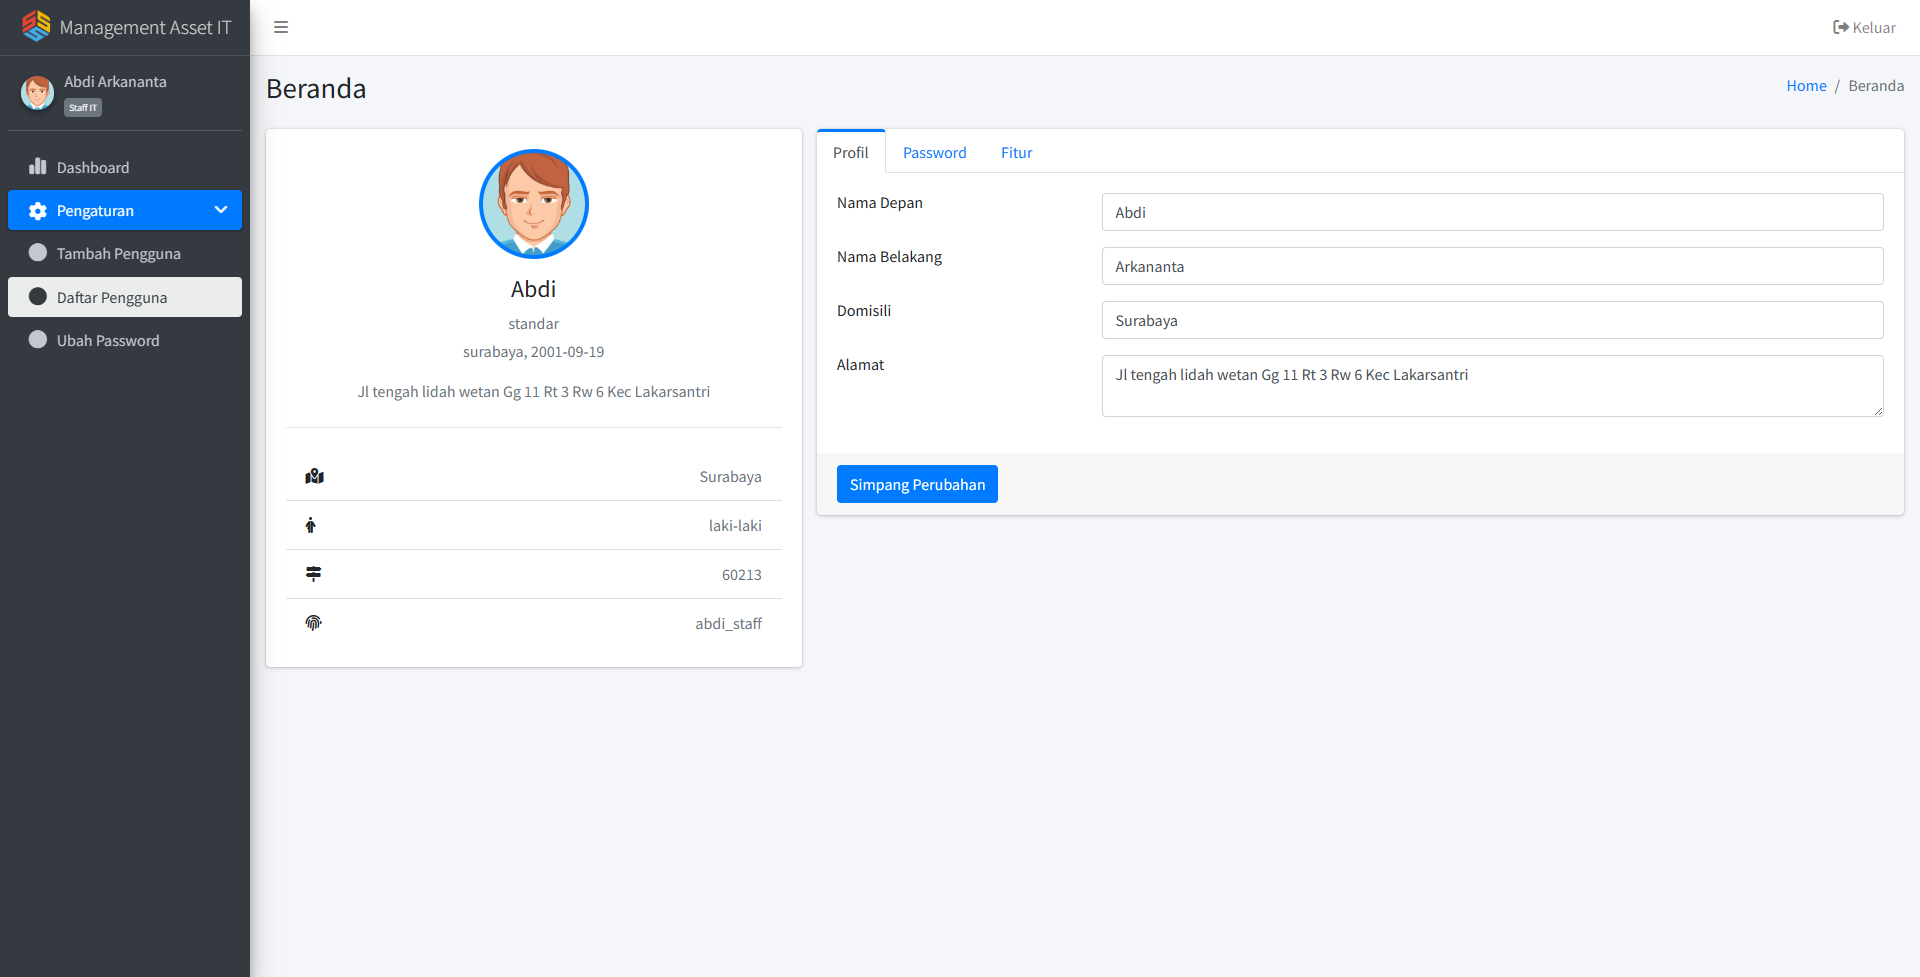 Management Asset IT
Keluar
Abdi Arkananta
Staff IT
Dashboard
Pengaturan
Tambah Pengguna
Daftar Pengguna
Ubah Password
Beranda
Home / Beranda
Abdi
standar
surabaya, 2001-09-19
Jl tengah lidah wetan Gg 11 Rt 3 Rw 6 Kec Lakarsantri
Surabaya
laki-laki
60213
abdi_staff
Profil
Password
Fitur
Nama Depan
Abdi
Nama Belakang
Arkananta
Domisili
Surabaya
Alamat
Jl tengah lidah wetan Gg 11 Rt 3 Rw 6 Kec Lakarsantri
Simpang Perubahan